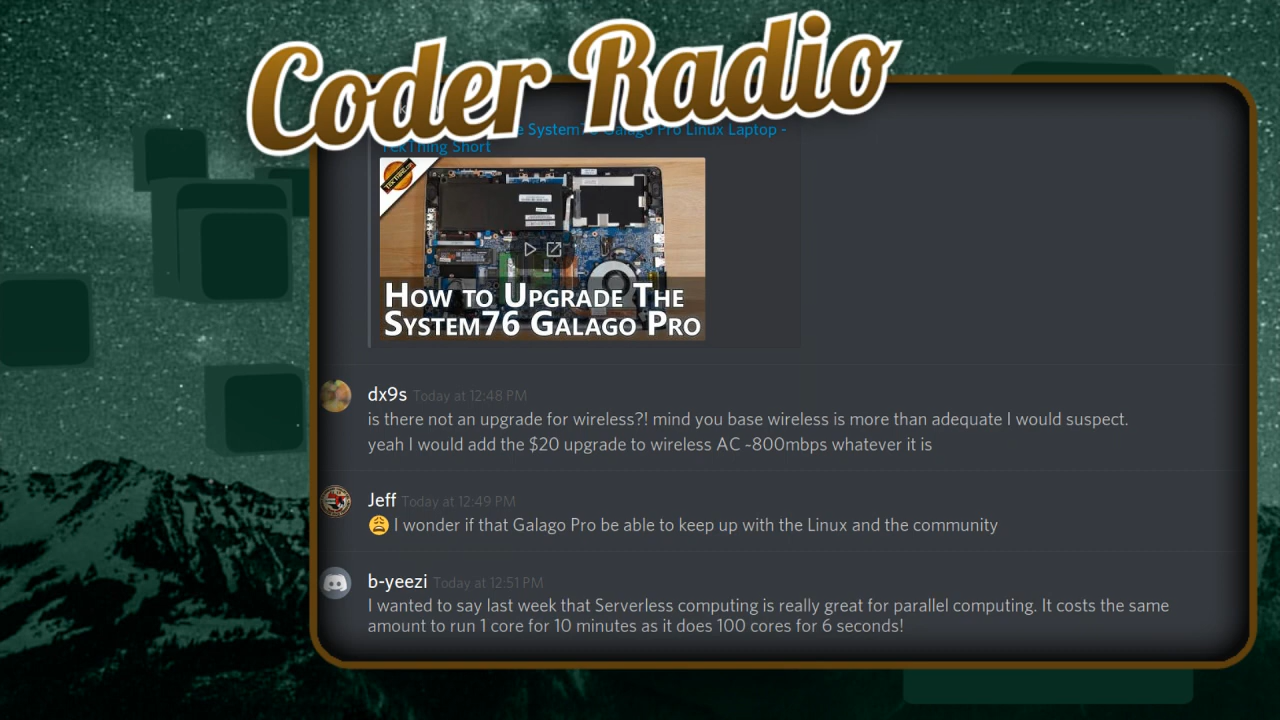 Coder Radio
e System76 Galago Pro Linux Laptop -
TekThing Short
How to Upgrade The
System76 Galago Pro
dx9s Today at 12:48 PM
is there not an upgrade for wireless?! mind you base wireless is more than adequate I would suspect.
yeah I would add the $20 upgrade to wireless AC ~800mbps whatever it is
Jeff Today at 12:49 PM
😩 I wonder if that Galago Pro be able to keep up with the Linux and the community
b-yeezi Today at 12:51 PM
I wanted to say last week that Serverless computing is really great for parallel computing. It costs the same
amount to run 1 core for 10 minutes as it does 100 cores for 6 seconds!